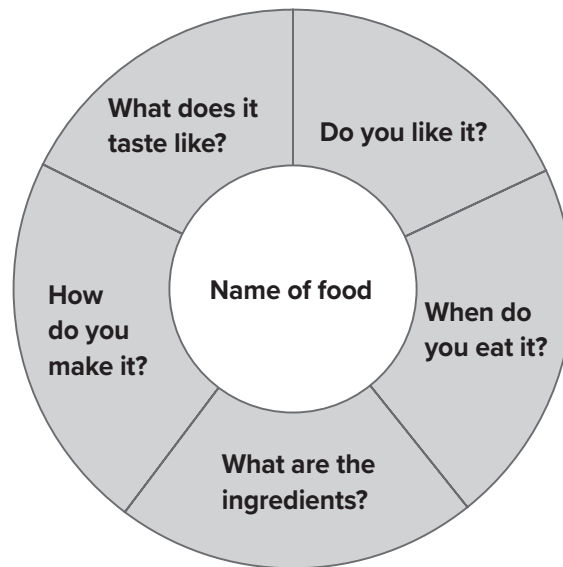 What does it
taste like?
Do you like it?
How
do you
make it?
Name of food
When do
you eat it?
What are the
ingredients?